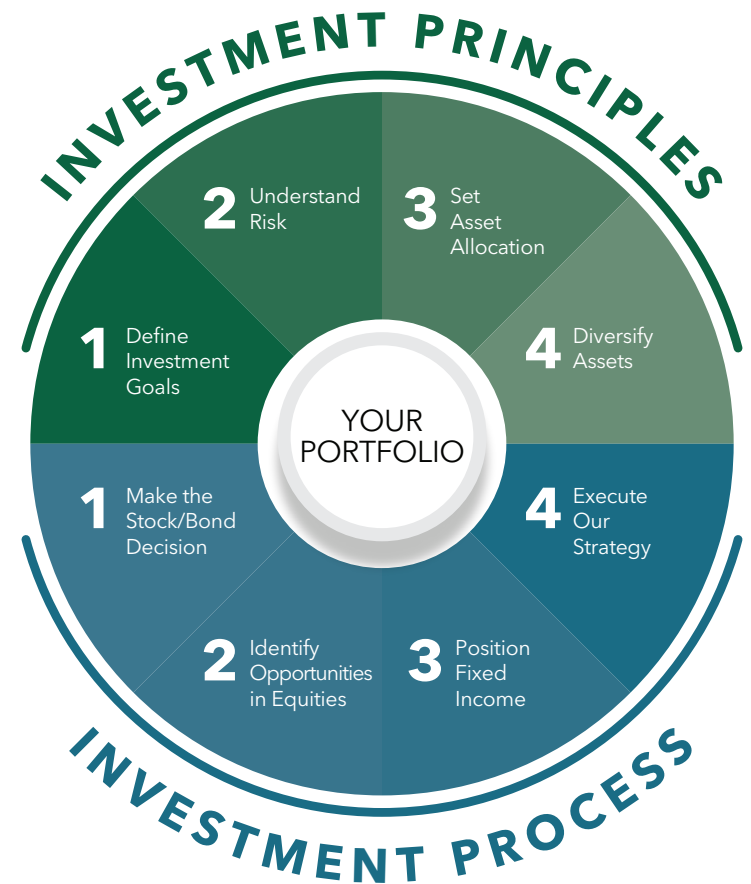 INVESTMENT PRINCIPLES
1 Define
Investment
Goals
2 Understand
Risk
3 Set
Asset
Allocation
4 Diversify
Assets
YOUR
PORTFOLIO
1 Make the
Stock/Bond
Decision
2 Identify
Opportunities
in Equities
3 Position
Fixed
Income
4 Execute
Our
Strategy
INVESTMENT PROCESS